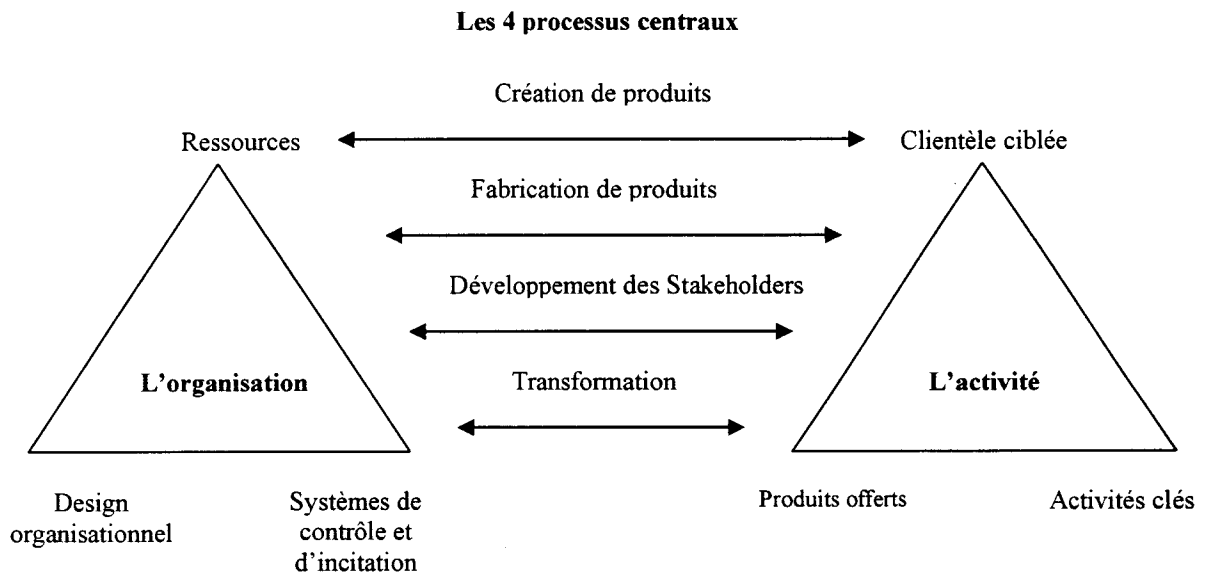 Les 4 processus centraux
Création de produits
Ressources
Clientèle ciblée
Fabrication de produits
Développement des Stakeholders
L'organisation
Transformation
L'activité
Design
organisationnel
Systèmes de
contrôle et
d'incitation
Produits offerts
Activités clés